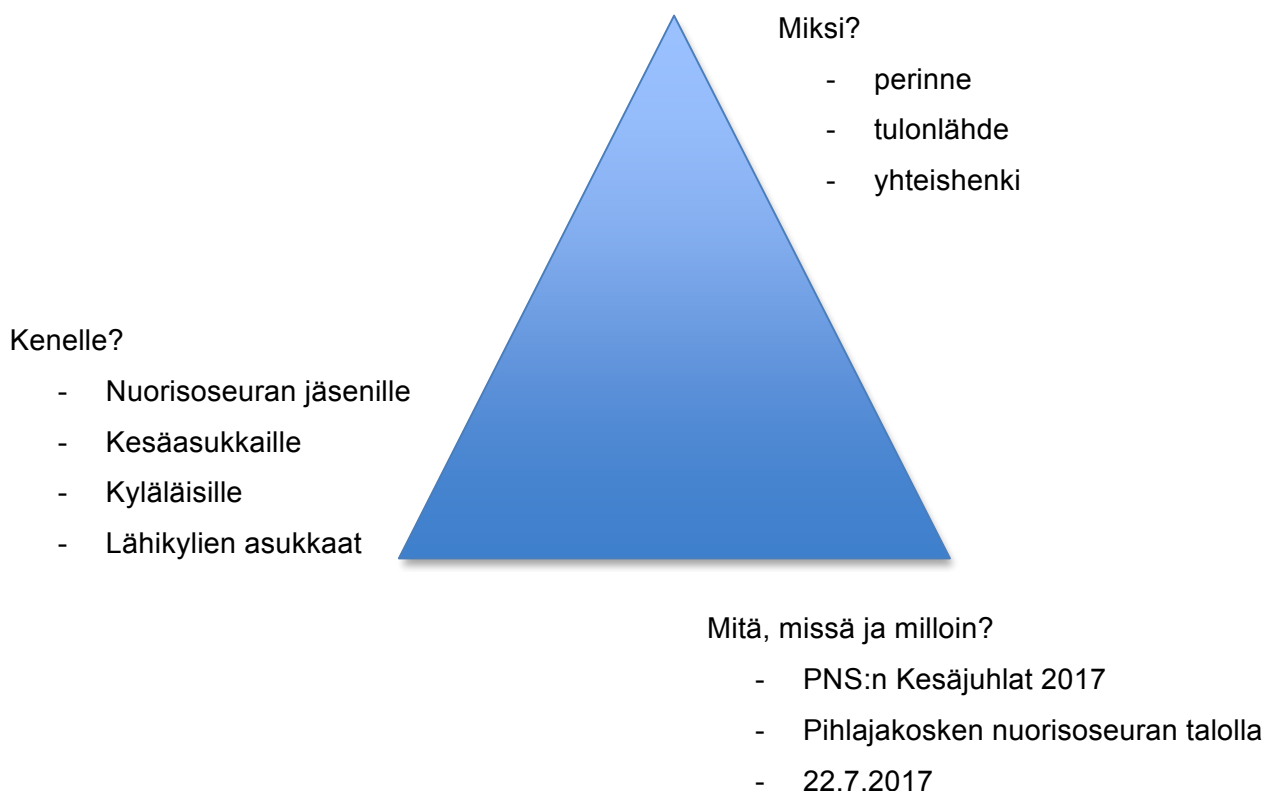 Miksi?
- perinne
- tulonlähde
- yhteishenki
Kenelle?
- Nuorisoseuran jäsenille
- Kesäasukkaille
- Kyläläisille
- Lähikylien asukkaat
Mitä, missä ja milloin?
- PNS:n Kesäjuhlat 2017
- Pihlajakosken nuorisoseuran talolla
- 22.7.2017